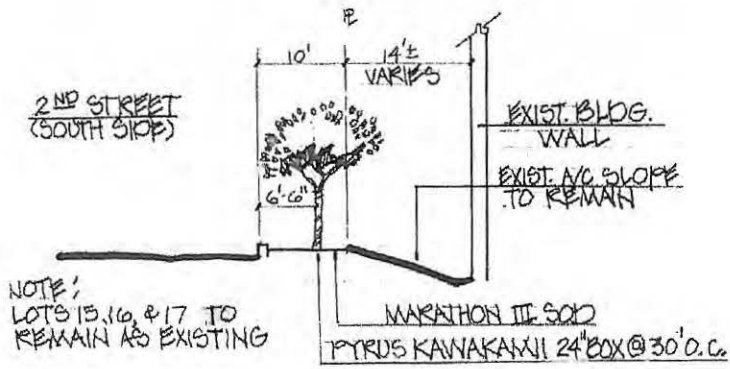 PL
10' 14'±
VARIES
2ND STREET
(SOUTH SIDE)
EXIST. BLDG.
WALL
EXIST. A/C. SLOPE
TO REMAIN
6'-6"
NOTE:
LOTS 15, 16, & 17 TO
REMAIN AS EXISTING
MARATHON III SOD
PYRUS KAWAKAMII 24" BOX @ 30' O.C.